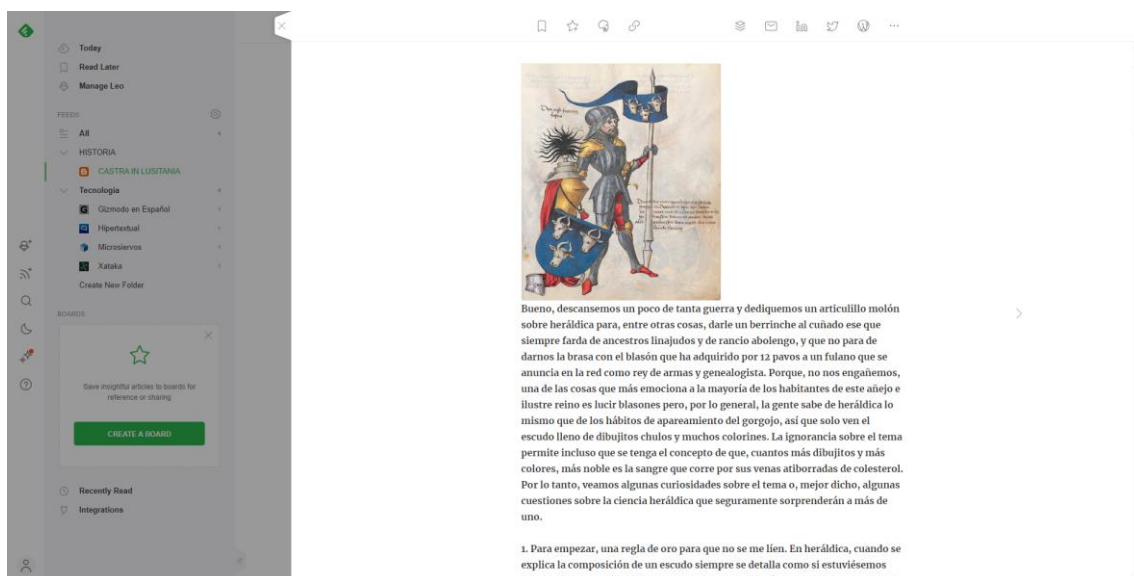 Today
Read Later
Manage Leo
FEEDS
All
HISTORIA
CASTRA IN LUSITANIA
Tecnologia
Gizmodo en Español
Hipertextual
Microsiervos
Xataka
Create New Folder
BOARDS
Save insightful articles to boards for
reference or sharing
CREATE A BOARD
Recently Read
Integrations
Bueno, descansemos un poco de tanta guerra y dediquemos un articulillo molón
sobre heráldica para, entre otras cosas, darle un berrinche al cuñado ese que
siempre farda de ancestros linajudos y de rancio abolengo, y que no para de
darnos la brasa con el blasón que ha adquirido por 12 pavos a un fulano que se
anuncia en la red como rey de armas y genealogista. Porque, no nos engañemos,
una de las cosas que más emociona a la mayoría de los habitantes de este añejo e
ilustre reino es lucir blasones pero, por lo general, la gente sabe de heráldica lo
mismo que de los hábitos de apareamiento del gorgojo, así que solo ven el
escudo lleno de dibujitos chulos y muchos colorines. La ignorancia sobre el tema
permite incluso que se tenga el concepto de que, cuantos más dibujitos y más
colores, más noble es la sangre que corre por sus venas atiborradas de colesterol.
Por lo tanto, veamos algunas curiosidades sobre el tema o, mejor dicho, algunas
cuestiones sobre la ciencia heráldica que seguramente sorprenderán a más de
uno.
1. Para empezar, una regla de oro para que no se me líen. En heráldica, cuando se
explica la composición de un escudo siempre se detalla como si estuviésemos